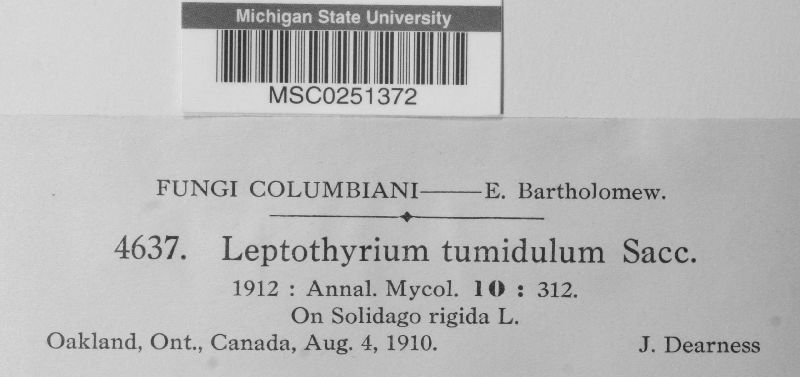 Michigan State University
MSC0251372
FUNGI COLUMBIANI——E. Bartholomew.
4637. Leptothyrium tumidulum Sacc.
1912 : Annal. Mycol. 10 : 312.
On Solidago rigida L.
Oakland, Ont., Canada, Aug. 4, 1910. J. Dearness